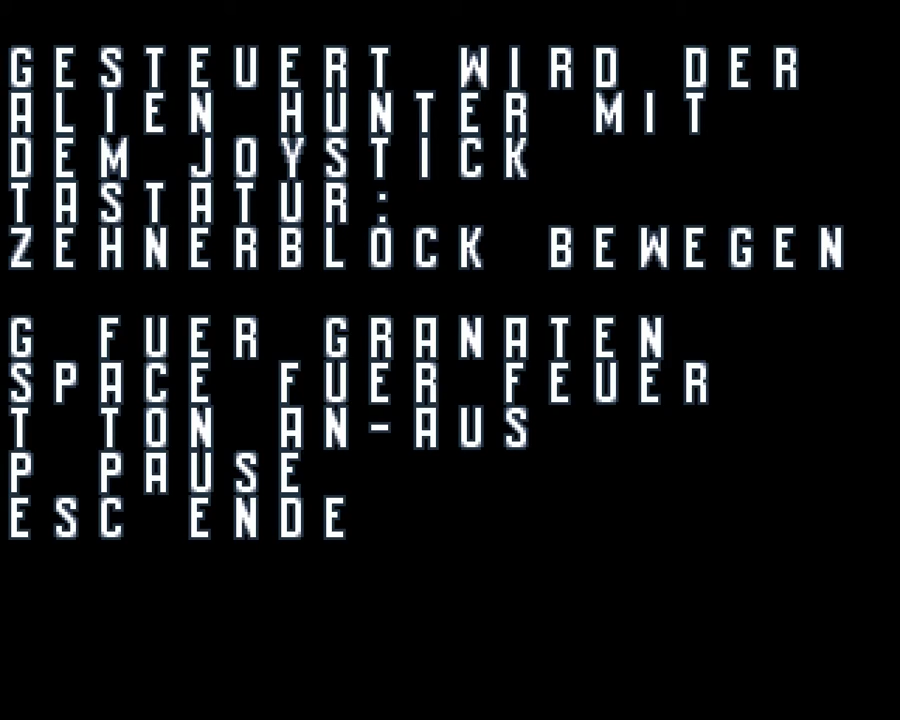 GESTEUERT WIRD DER
ALIEN HUNTER MIT
DEM JOYSTICK
TASTATUR:
ZEHNERBLOCK BEWEGEN
G FUER GRANATEN
SPACE FUER FEUER
T TON AN-AUS
P PAUSE
ESC ENDE